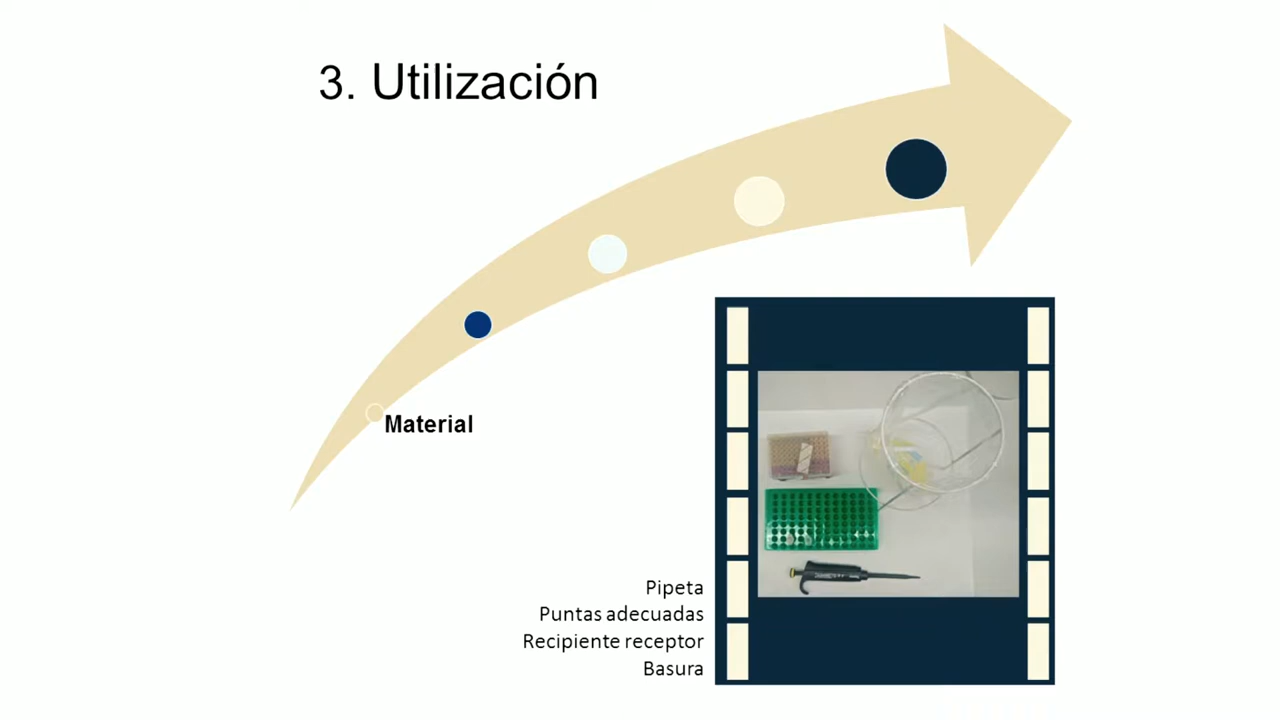 3. Utilización
Material
Pipeta
Puntas adecuadas
Recipiente receptor
Basura